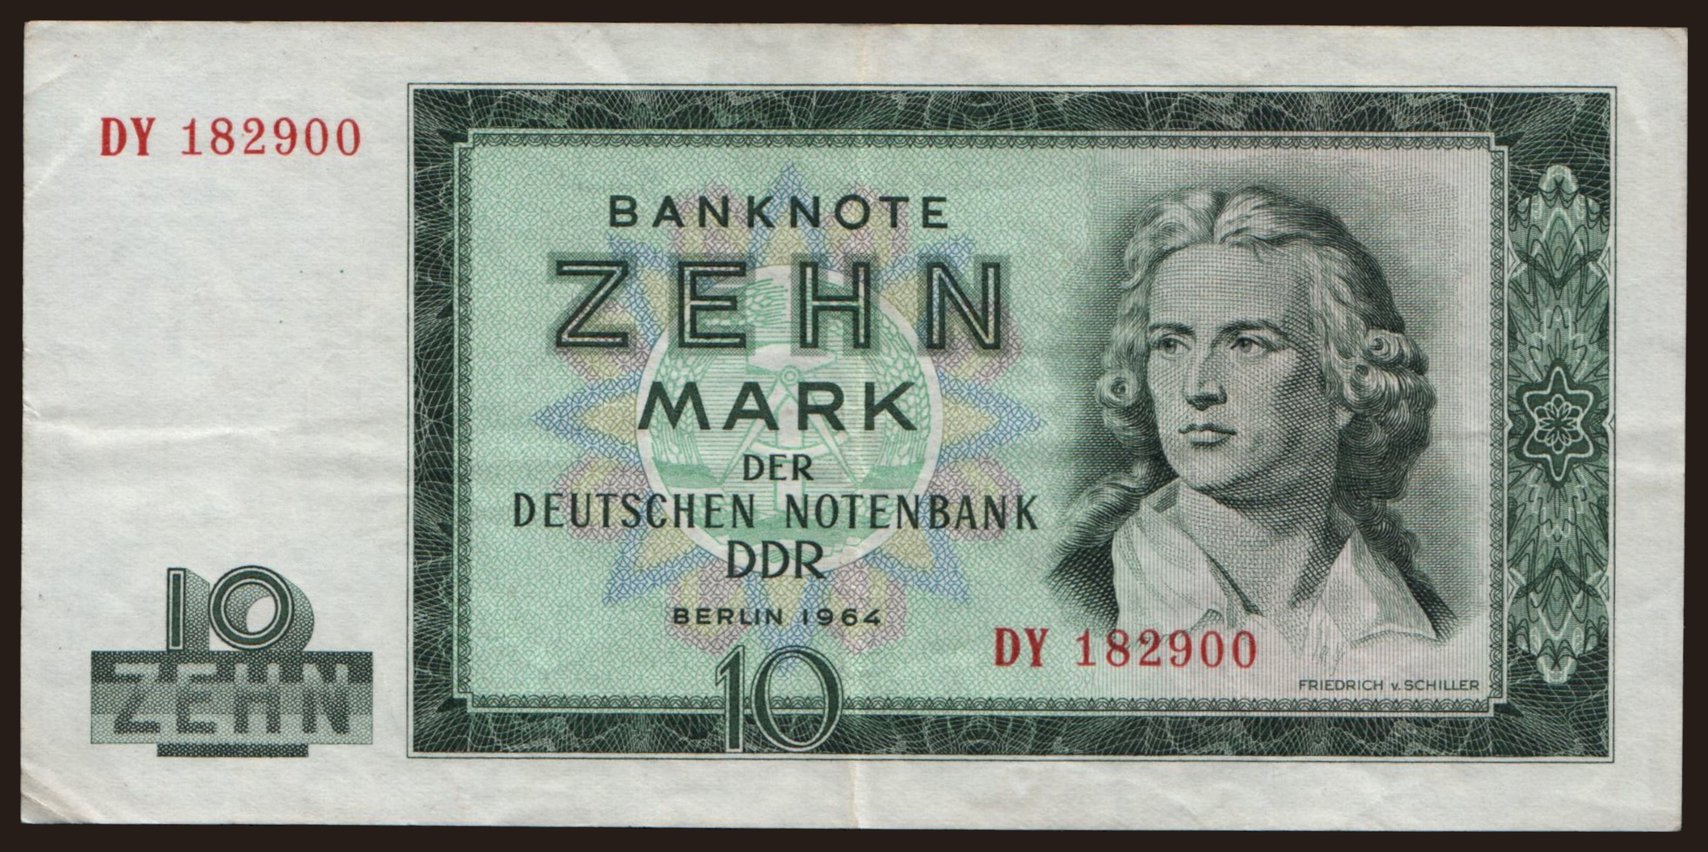 DY 182900
BANKNOTE
ZEHN
MARK
DER
DEUTSCHEN NOTENBANK
DDR
BERLIN 1964
DY 182900
FRIEDRICH v. SCHILLER
10
10
ZEHN